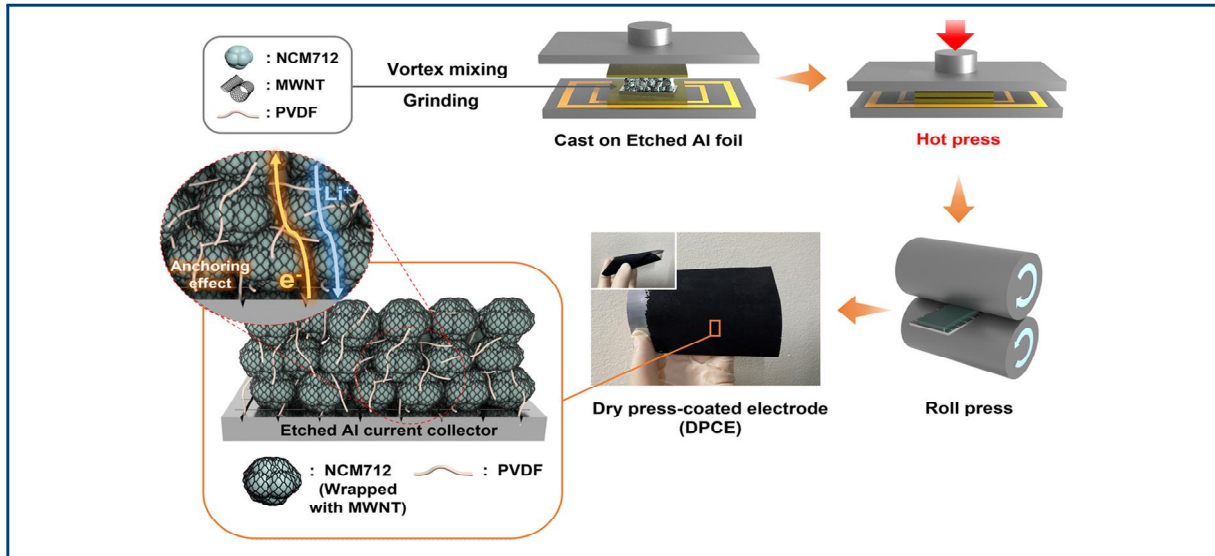 : NCM712
: MWNT
: PVDF
Vortex mixing
Grinding
Cast on Etched Al foil
Hot press
Li⁺
Anchoring
effect
e⁻
Etched Al current collector
: NCM712
(Wrapped
with MWNT)
: PVDF
Dry press-coated electrode
(DPCE)
Roll press